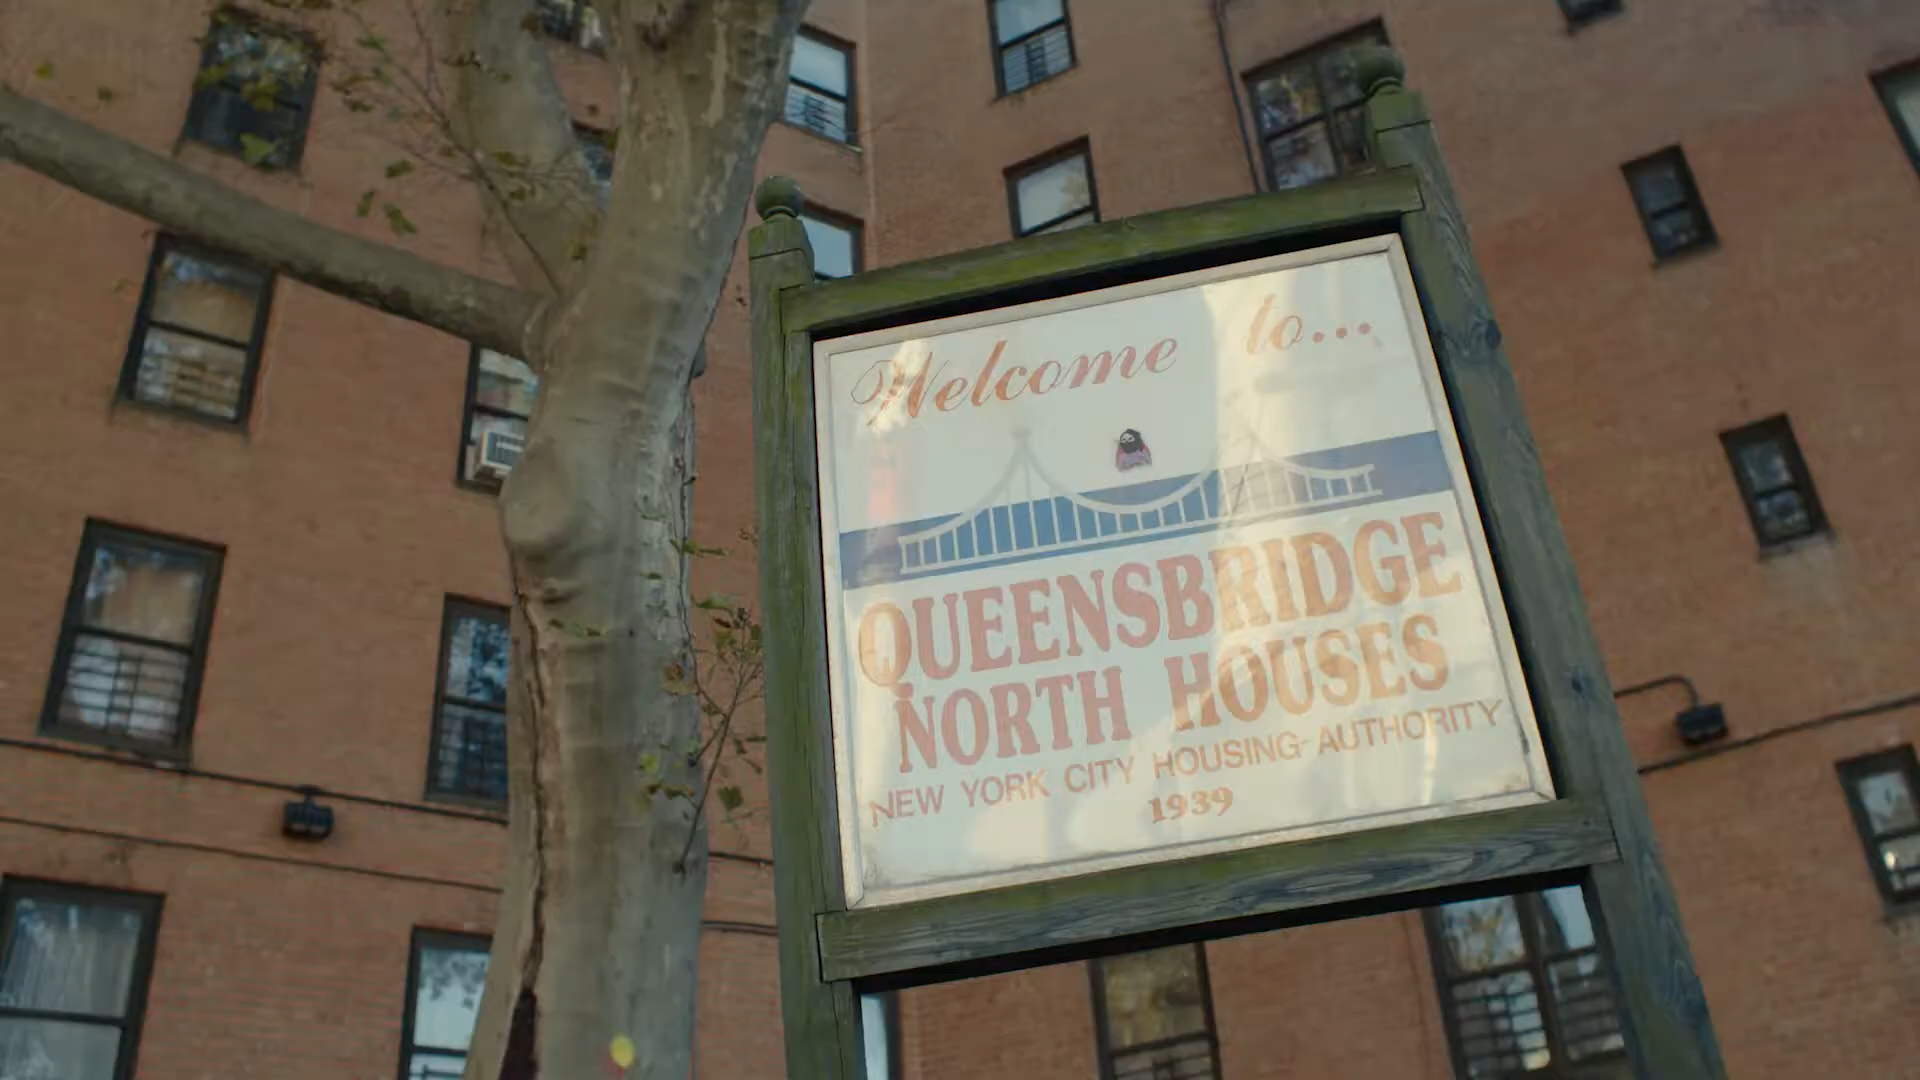 Welcome to...
QUEENSBRIDGE
NORTH HOUSES
NEW YORK CITY HOUSING AUTHORITY
1939